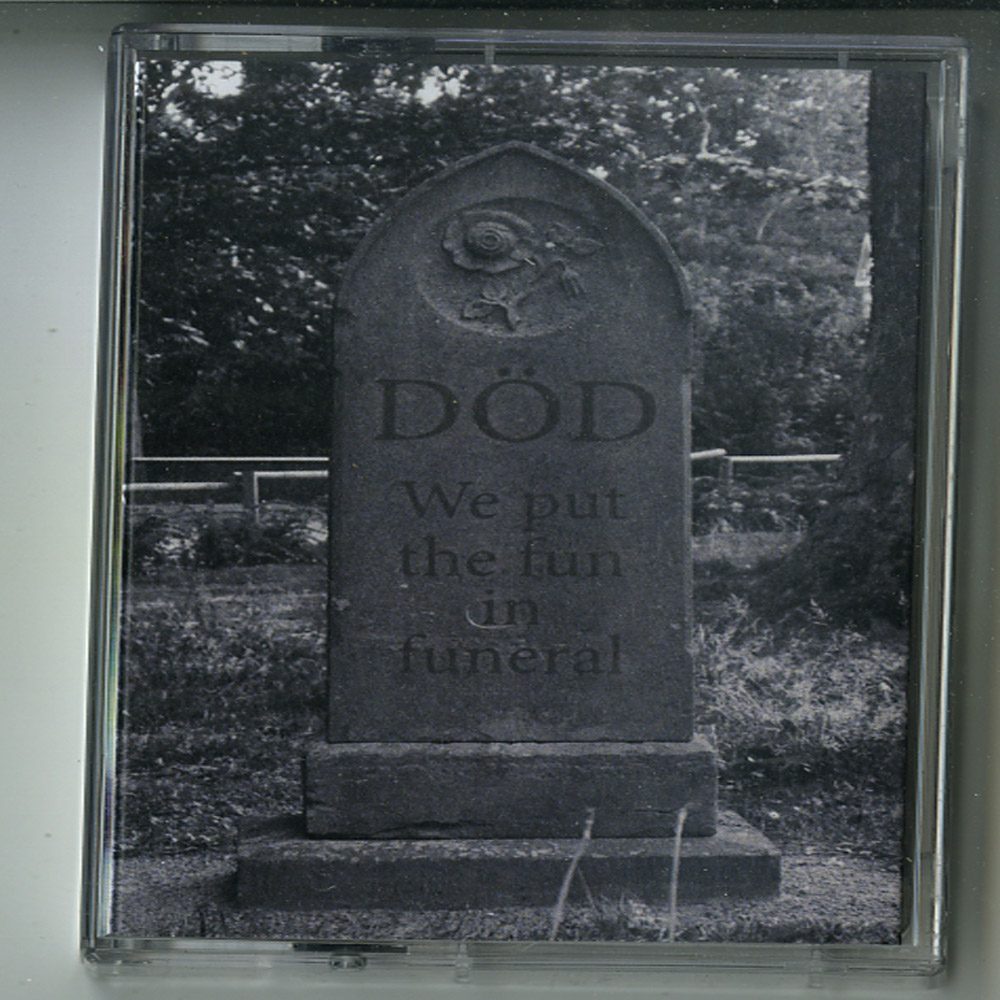 DÖD
We put
the fun
in
funeral